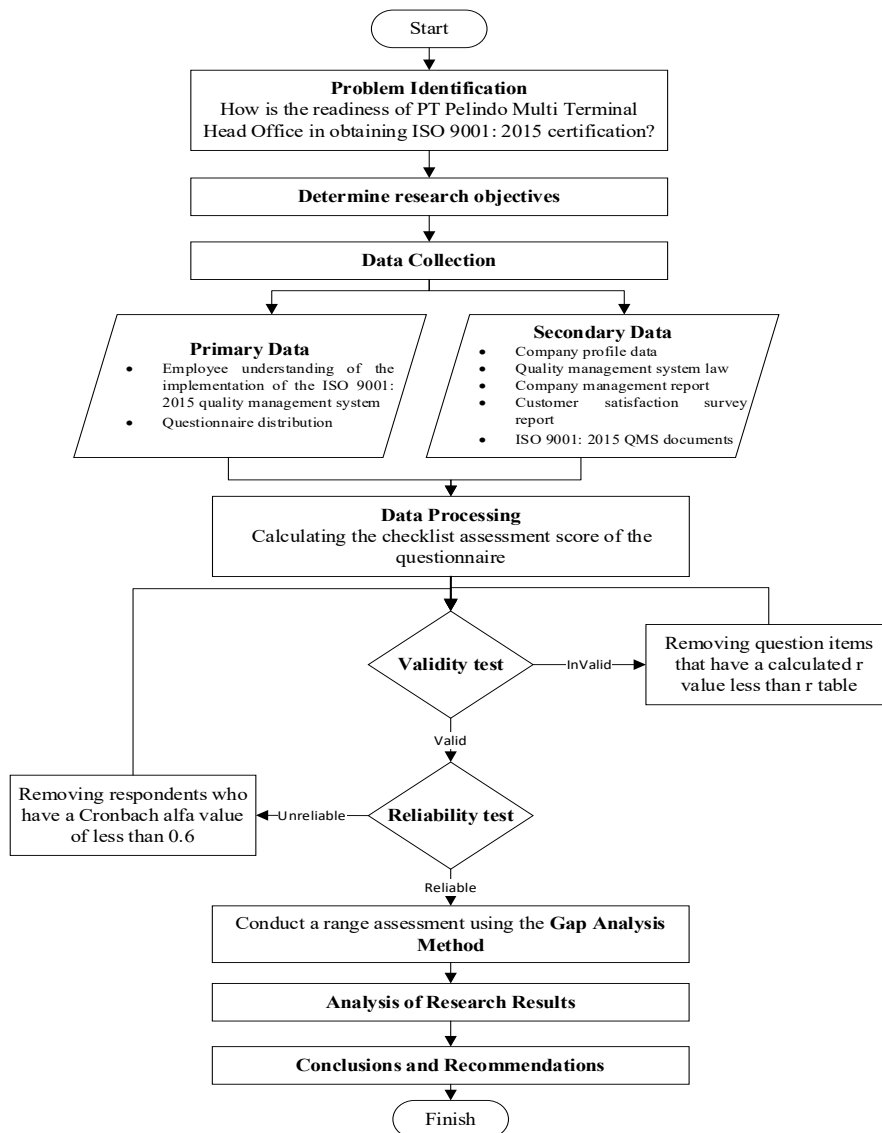 Start
Problem Identification
How is the readiness of PT Pelindo Multi Terminal
Head Office in obtaining ISO 9001: 2015 certification?
Determine research objectives
Data Collection
Primary Data
• Employee understanding of the
implementation of the ISO 9001:
2015 quality management system
• Questionnaire distribution
Secondary Data
• Company profile data
• Quality management system law
• Company management report
• Customer satisfaction survey
report
• ISO 9001: 2015 QMS documents
Data Processing
Calculating the checklist assessment score of the
questionnaire
Validity test
InValid
Removing question items
that have a calculated r
value less than r table
Valid
Reliability test
Unreliable
Removing respondents who
have a Cronbach alfa value
of less than 0.6
Reliable
Conduct a range assessment using the Gap Analysis
Method
Analysis of Research Results
Conclusions and Recommendations
Finish